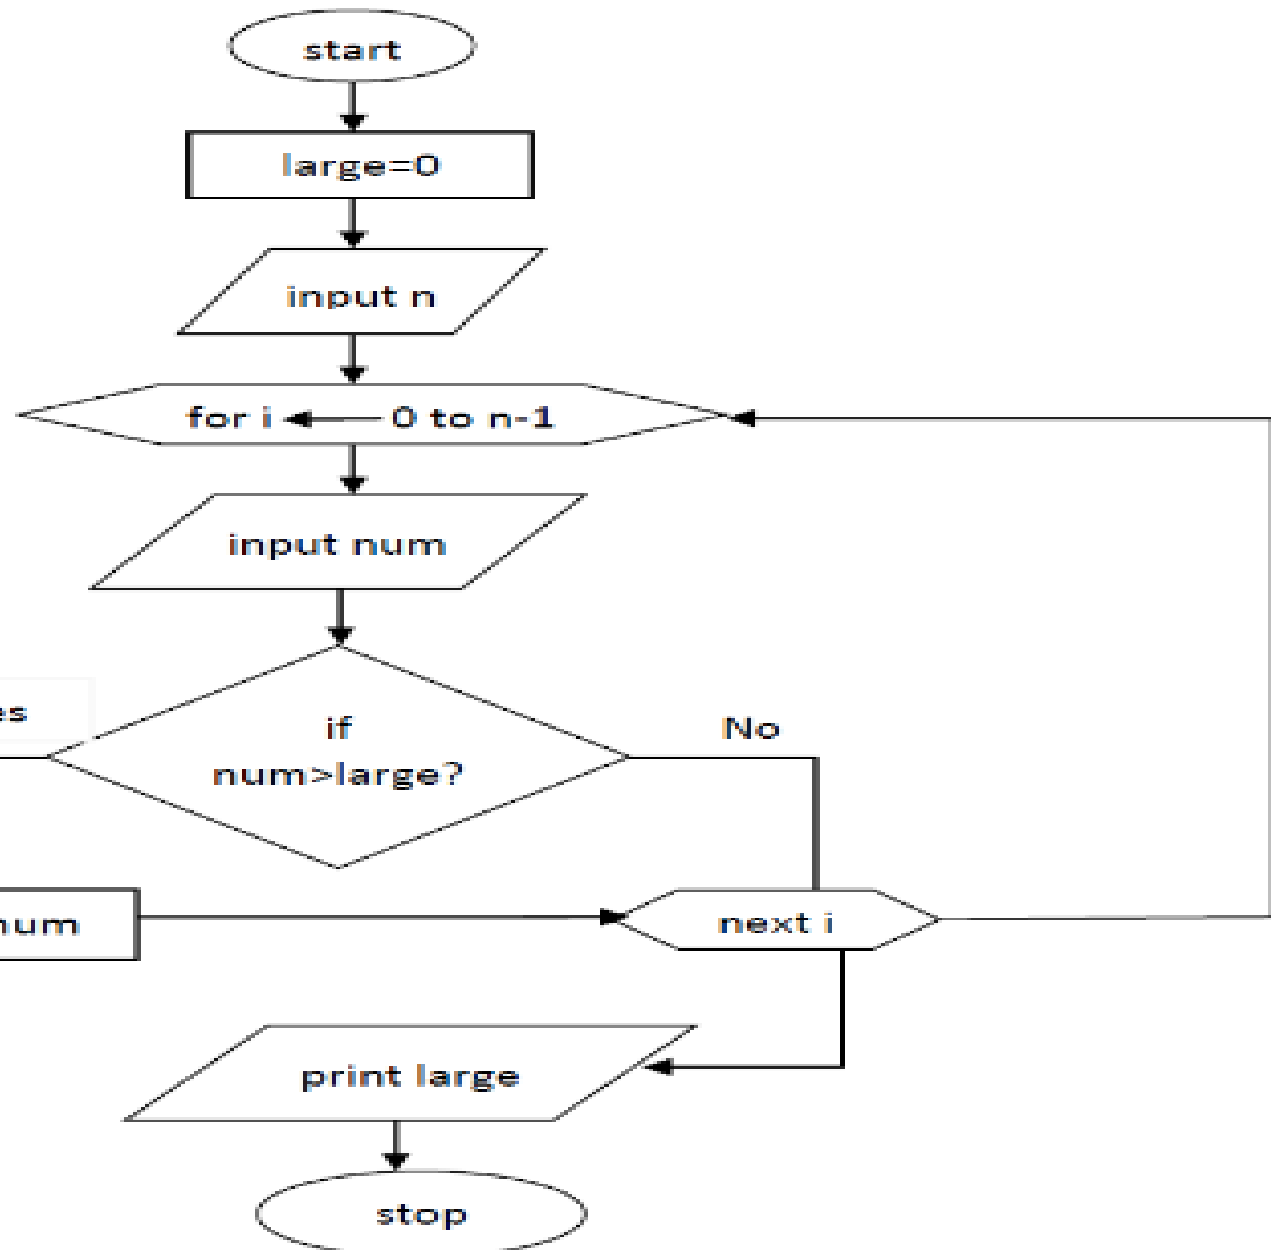 start
large=0
input n
for i ← 0 to n-1
input num
if
num>large?
es
No
num
next i
print large
stop